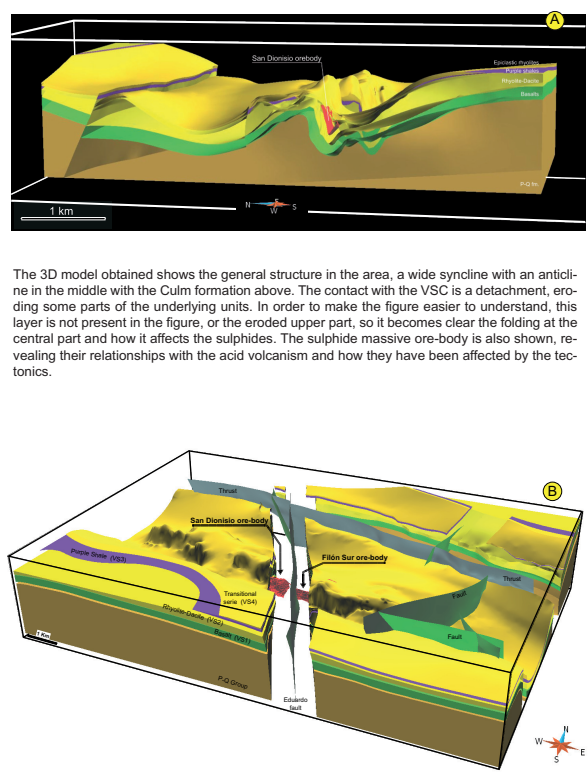 A
San Dionisio orebody
Epiclastic rhyolites
Purple shales
Rhyolite-Dacite
Basalts
P-Q fm
1 km
N E S
W
The 3D model obtained shows the general structure in the area, a wide syncline with an anticli-
ne in the middle with the Culm formation above. The contact with the VSC is a detachment, ero-
ding some parts of the underlying units. In order to make the figure easier to understand, this
layer is not present in the figure, or the eroded upper part, so it becomes clear the folding at the
central part and how it affects the sulphides. The sulphide massive ore-body is also shown, re-
vealing their relationships with the acid volcanism and how they have been affected by the tec-
tonics.
B
Thrust
San Dionisio ore-body
Purple Shale (VS3)
Filón Sur ore-body
Thrust
Transitional
serie (VS4)
Fault
Rhyolite-Dacite (VS2)
Basalt (VS1)
Fault
1 Km
P-Q Group
Eduardo
fault
N
W
E
S